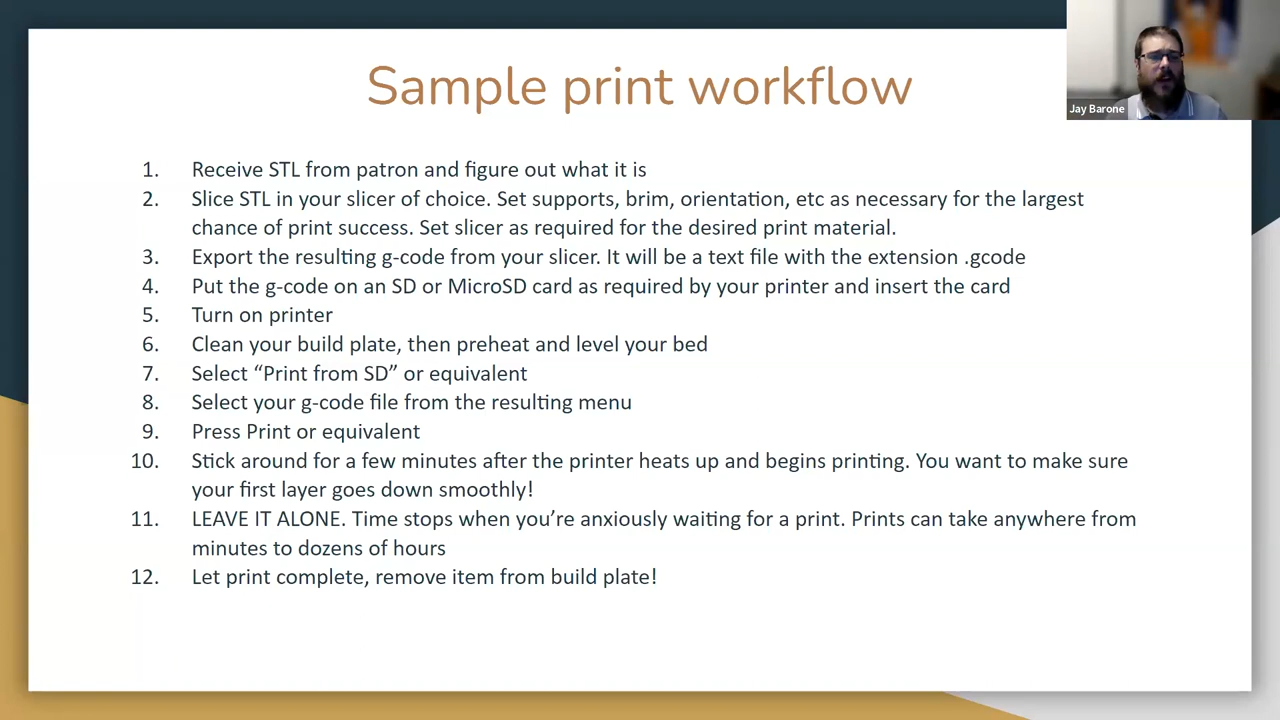 Sample print workflow
Jay Barone
1. Receive STL from patron and figure out what it is
2. Slice STL in your slicer of choice. Set supports, brim, orientation, etc as necessary for the largest
chance of print success. Set slicer as required for the desired print material.
3. Export the resulting g-code from your slicer. It will be a text file with the extension .gcode
4. Put the g-code on an SD or MicroSD card as required by your printer and insert the card
5. Turn on printer
6. Clean your build plate, then preheat and level your bed
7. Select “Print from SD” or equivalent
8. Select your g-code file from the resulting menu
9. Press Print or equivalent
10. Stick around for a few minutes after the printer heats up and begins printing. You want to make sure
your first layer goes down smoothly!
11. LEAVE IT ALONE. Time stops when you’re anxiously waiting for a print. Prints can take anywhere from
minutes to dozens of hours
12. Let print complete, remove item from build plate!